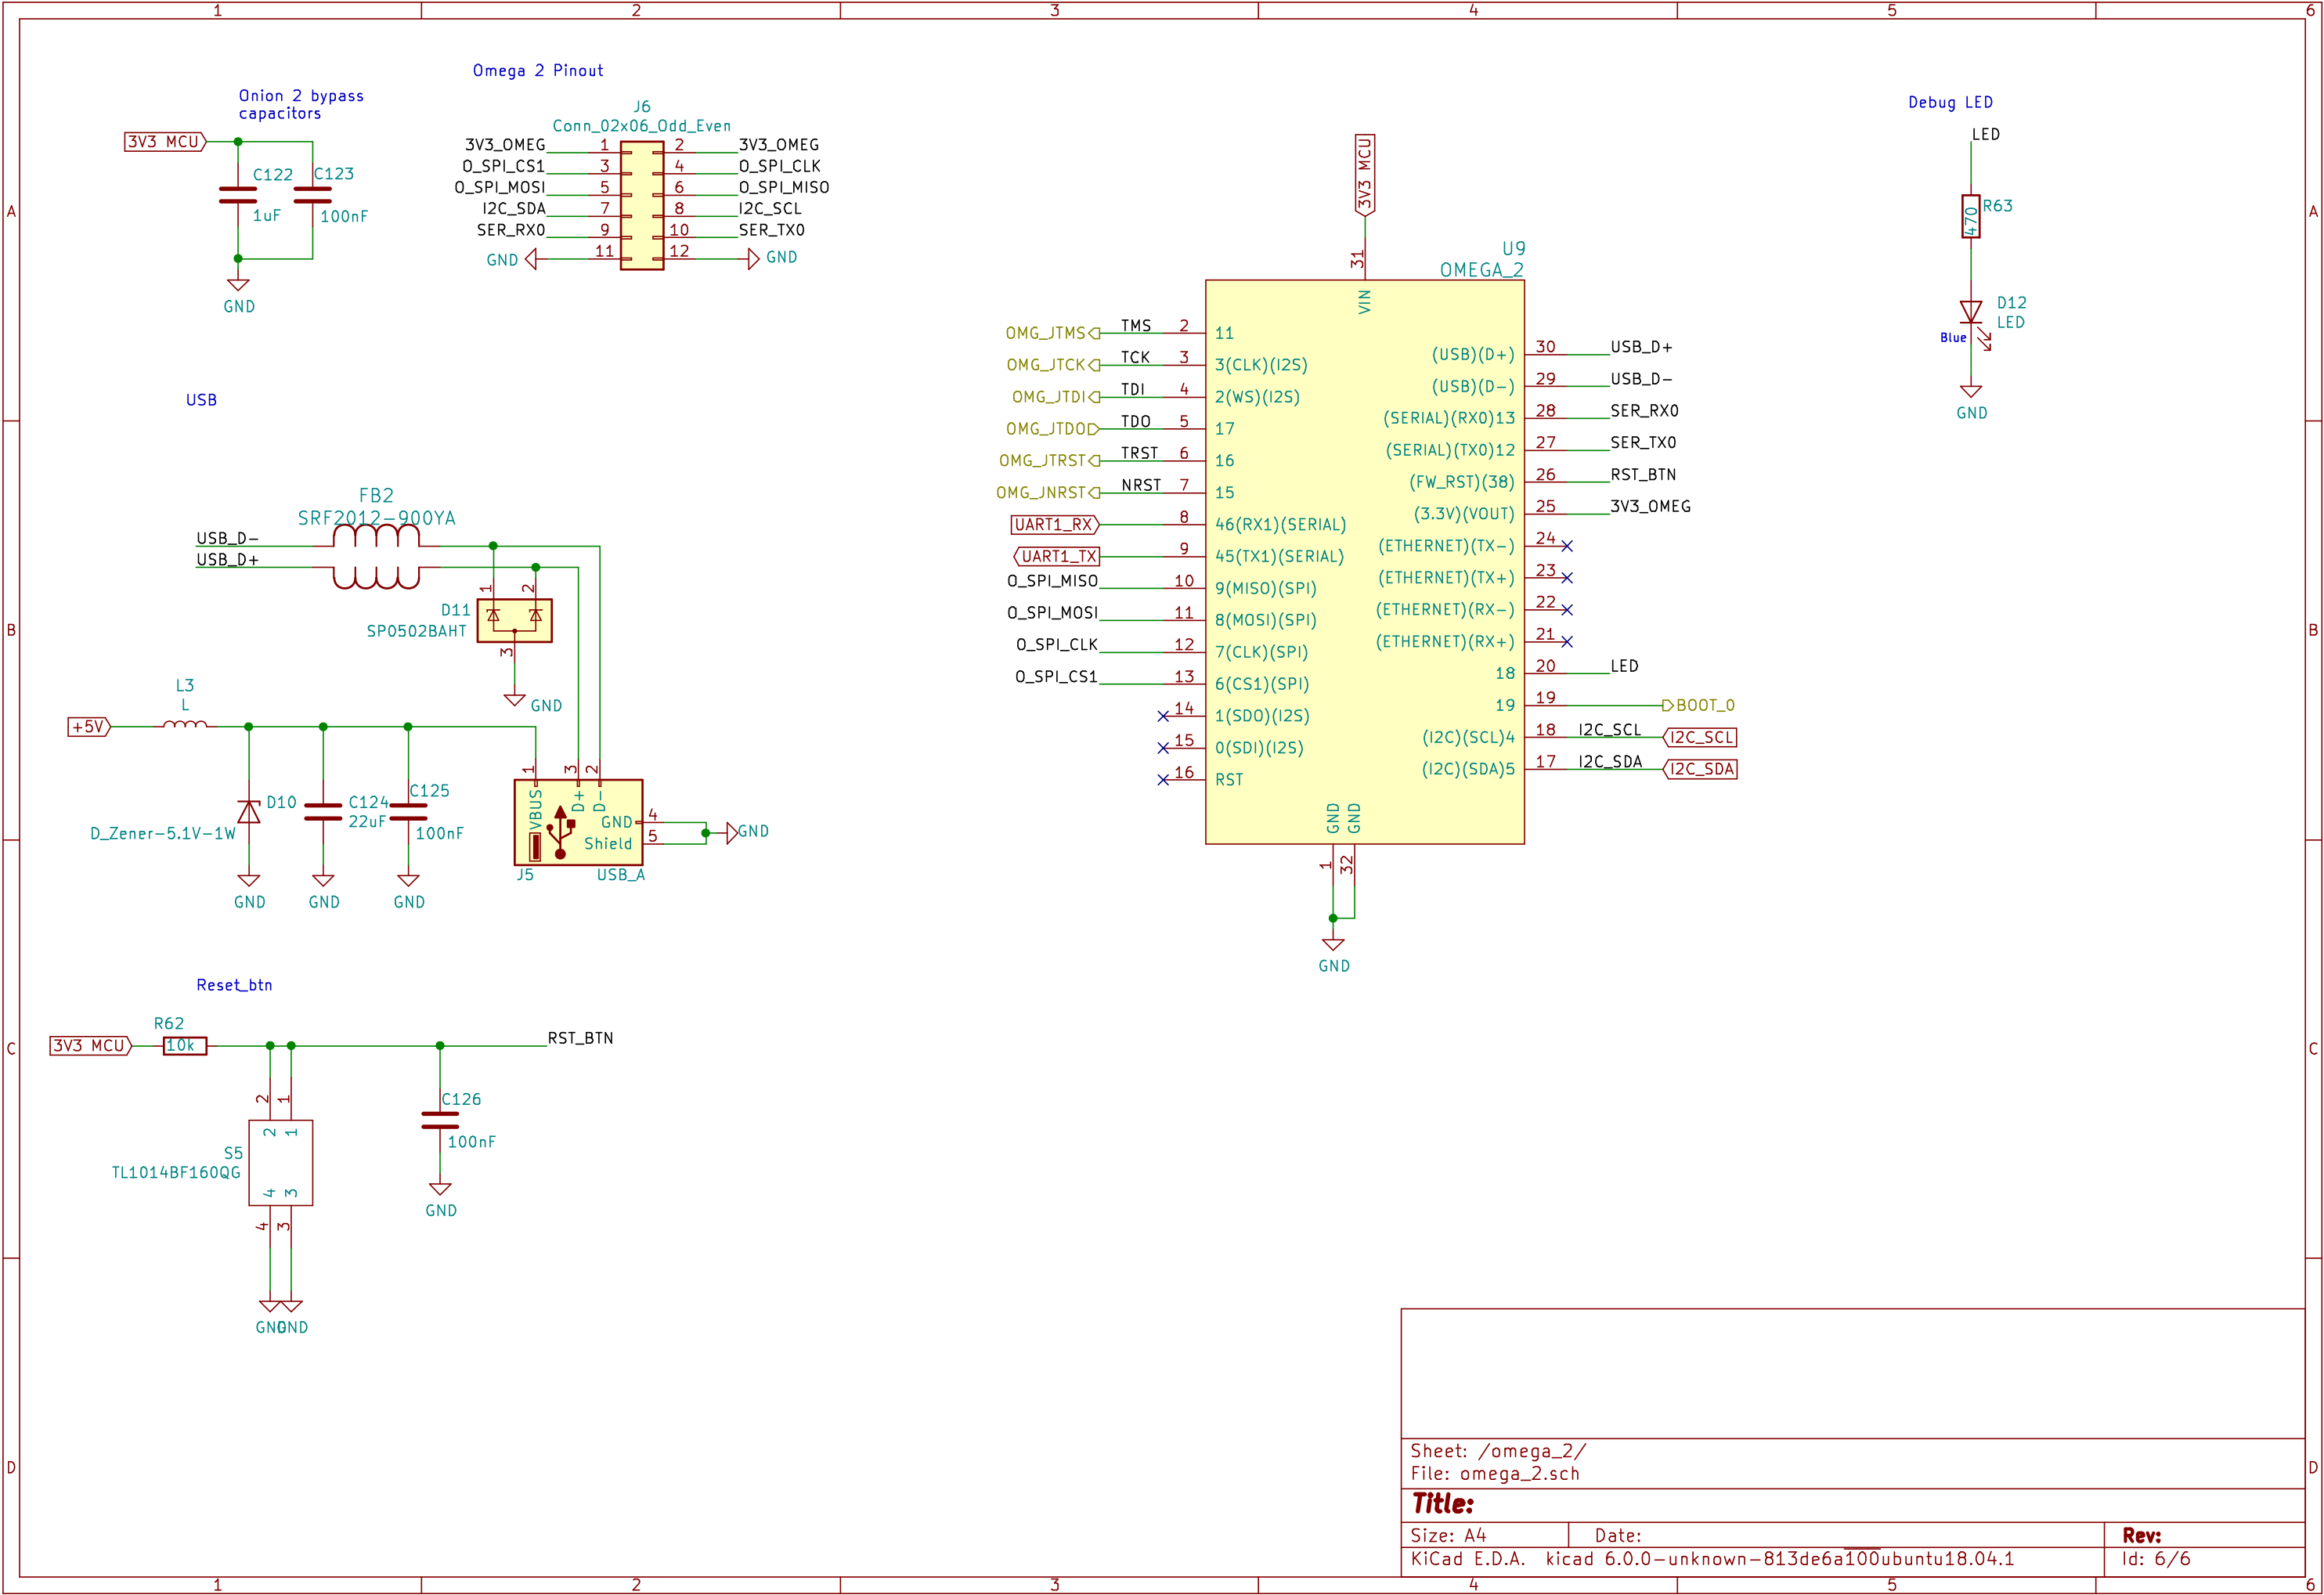 1 2 3 4 5 6
A
B
C
D
Omega 2 Pinout
Onion 2 bypass
capacitors
3V3 MCU
C122
1uF
C123
100nF
GND
J6
Conn_02x06_Odd_Even
3V3_OMEG 1 2 3V3_OMEG
O_SPI_CS1 3 4 O_SPI_CLK
O_SPI_MOSI 5 6 O_SPI_MISO
I2C_SDA 7 8 I2C_SCL
SER_RX0 9 10 SER_TX0
GND 11 12 GND
Debug LED
LED
R63
470
D12
LED
Blue
GND
3V3 MCU
31
U9
OMEGA_2
VIN
OMG_JTMS TMS 2 11
OMG_JTCK TCK 3 3(CLK)(I2S)
OMG_JTDI TDI 4 2(WS)(I2S)
OMG_JTDO TDO 5 17
OMG_JTRST TRST 6 16
OMG_JNRST NRST 7 15
UART1_RX 8 46(RX1)(SERIAL)
UART1_TX 9 45(TX1)(SERIAL)
O_SPI_MISO 10 9(MISO)(SPI)
O_SPI_MOSI 11 8(MOSI)(SPI)
O_SPI_CLK 12 7(CLK)(SPI)
O_SPI_CS1 13 6(CS1)(SPI)
14 1(SDO)(I2S)
15 0(SDI)(I2S)
16 RST
(USB)(D+) 30 USB_D+
(USB)(D-) 29 USB_D-
(SERIAL)(RX0)13 28 SER_RX0
(SERIAL)(TX0)12 27 SER_TX0
(FW_RST)(38) 26 RST_BTN
(3.3V)(VOUT) 25 3V3_OMEG
(ETHERNET)(TX-) 24
(ETHERNET)(TX+) 23
(ETHERNET)(RX-) 22
(ETHERNET)(RX+) 21
18 20 LED
19 19 BOOT_0
(I2C)(SCL)4 18 I2C_SCL I2C_SCL
(I2C)(SDA)5 17 I2C_SDA I2C_SDA
GND GND
1 32
GND
USB
FB2
SRF2012-900YA
USB_D-
USB_D+
1 2
D11
SP0502BAHT
3
GND
L3
L
+5V
D10
D_Zener-5.1V-1W
C124
22uF
C125
100nF
GND GND GND
1 3 2
VBUS D+ D-
GND 4
Shield 5
GND
J5 USB_A
Reset_btn
3V3 MCU
R62
10k
RST_BTN
2 1
2 1
S5
TL1014BF160QG
4 3
4 3
GND GND
C126
100nF
GND
Sheet: /omega_2/
File: omega_2.sch
Title:
Size: A4 Date: Rev:
KiCad E.D.A. kicad 6.0.0-unknown-813de6a100ubuntu18.04.1 Id: 6/6
A
B
C
D
1 2 3 4 5 6